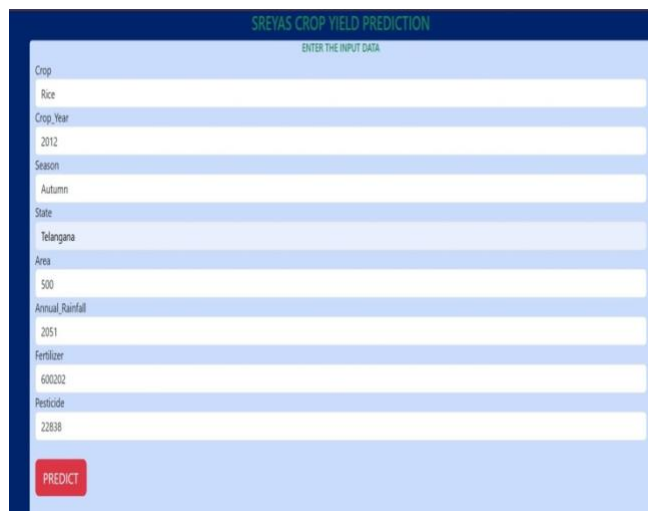 SREYAS CROP YIELD PREDICTION
ENTER THE INPUT DATA
Crop
Rice
Crop_Year
2012
Season
Autumn
State
Telangana
Area
500
Annual_Rainfall
2051
Fertilizer
600202
Pesticide
22838
PREDICT